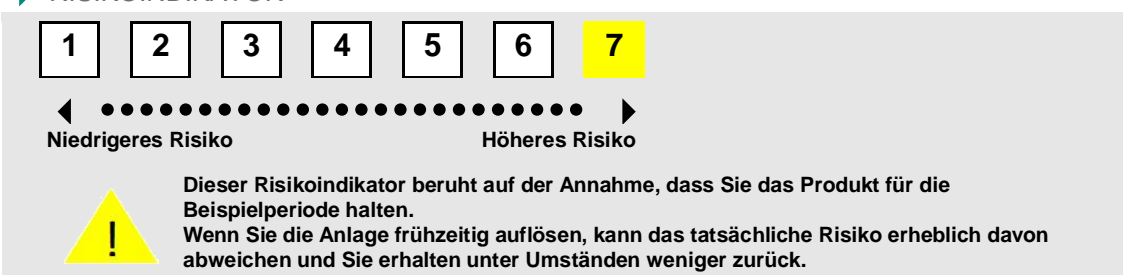 RISIKOINDIKATOR
1 2 3 4 5 6 7
Niedrigeres Risiko Höheres Risiko
Dieser Risikoindikator beruht auf der Annahme, dass Sie das Produkt für die
Beispielperiode halten.
! Wenn Sie die Anlage frühzeitig auflösen, kann das tatsächliche Risiko erheblich davon
abweichen und Sie erhalten unter Umständen weniger zurück.